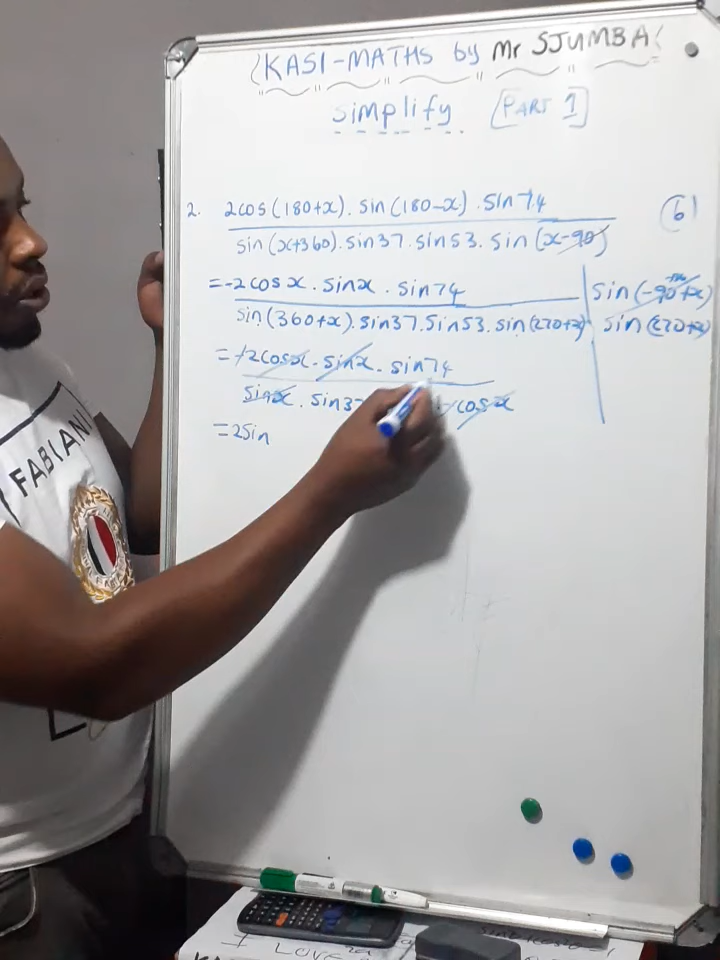 KASI-MATHS by Mr SJUMBA
simplify [PART 1]
2. 2cos(180+x). sin(180-x) .sin74 (6)
sin(x+360).sin37.sin53. sin(x-90)
=-2cosx . sinx . sin74
sin(-90+x)
sin(360+x).sin37.sin53.sin(270+x)
sin(270+x)
= -2cosx . sinx . sin74
sinx . sin3 cosx
=2sin
FABIANI
I LOVE